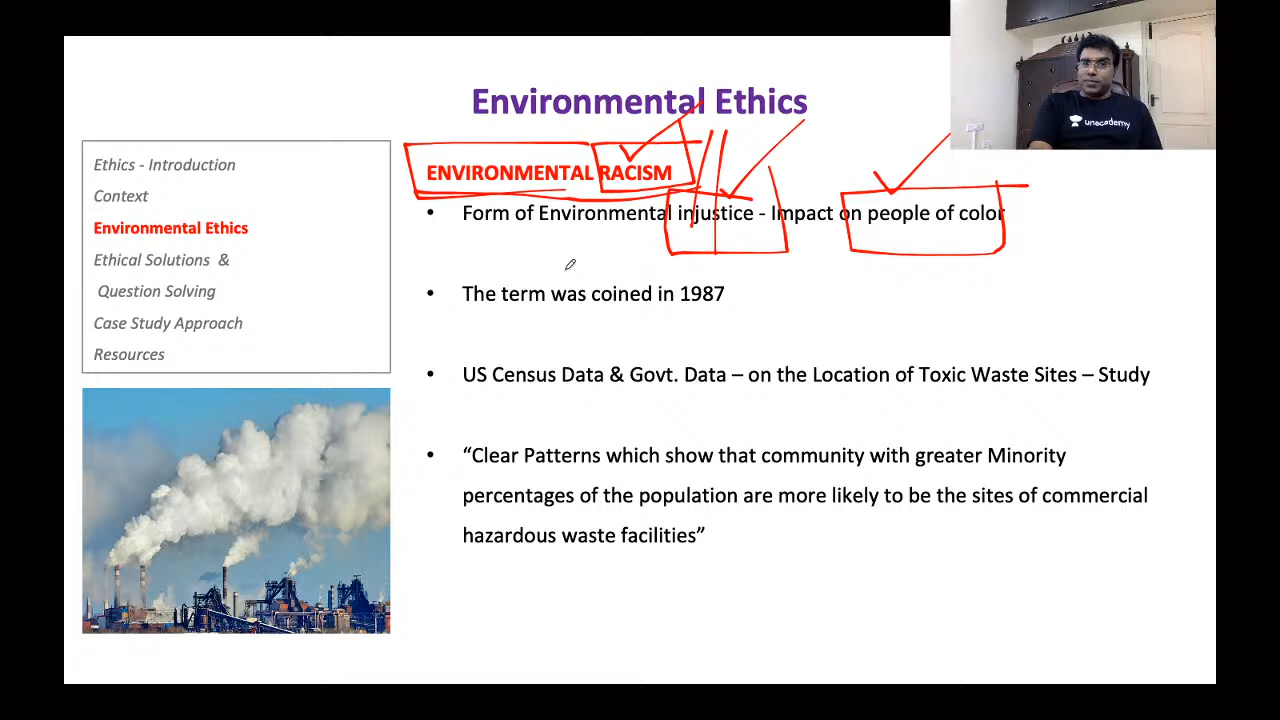 Environmental Ethics
unacademy
Ethics - Introduction
Context
Environmental Ethics
Ethical Solutions &
Question Solving
Case Study Approach
Resources
ENVIRONMENTAL RACISM
• Form of Environmental injustice - Impact on people of color
• The term was coined in 1987
• US Census Data & Govt. Data – on the Location of Toxic Waste Sites – Study
• “Clear Patterns which show that community with greater Minority
percentages of the population are more likely to be the sites of commercial
hazardous waste facilities”